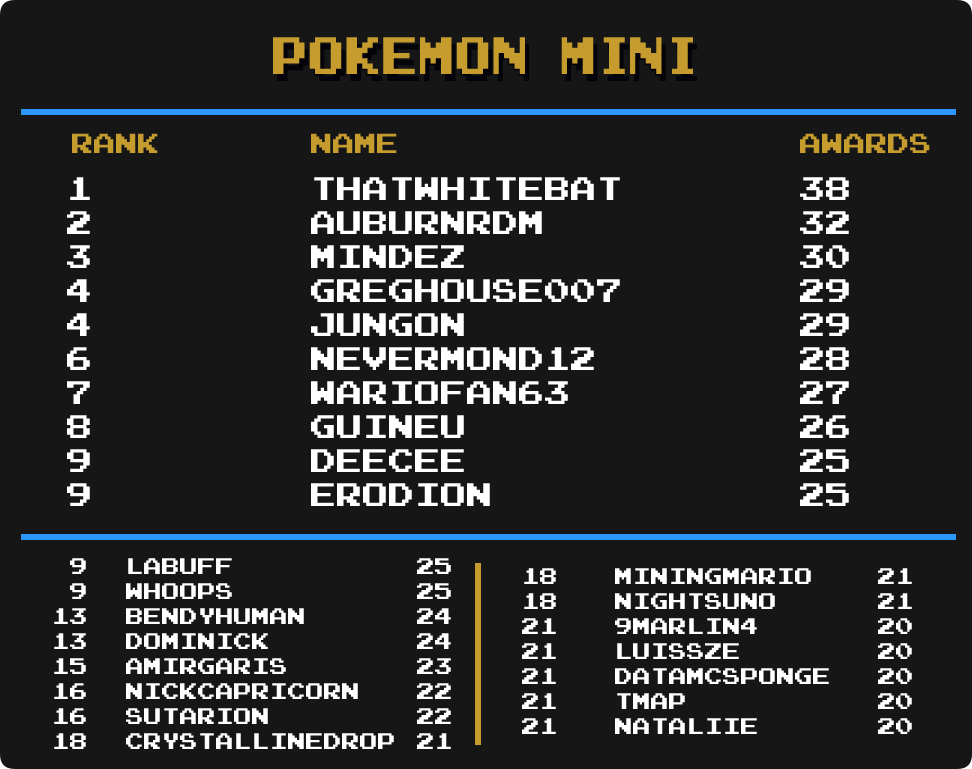 POKEMON MINI
RANK NAME AWARDS
1 THATWHITEBAT 38
2 AUBURNRDM 32
3 MINDEZ 30
4 GREGHOUSE007 29
4 JUNGON 29
6 NEVERMOND12 28
7 WARIOFAN63 27
8 GUINEU 26
9 DEECEE 25
9 ERODION 25
9 LABUFF 25
9 WHOOPS 25
13 BENDYHUMAN 24
13 DOMINICK 24
15 AMIRGARIS 23
16 NICKCAPRICORN 22
16 SUTARION 22
18 CRYSTALLINEDROP 21
18 MININGMARIO 21
18 NIGHTSUNO 21
21 9MARLIN4 20
21 LUISSZE 20
21 DATAMCSPONGE 20
21 TMAP 20
21 NATALIIE 20